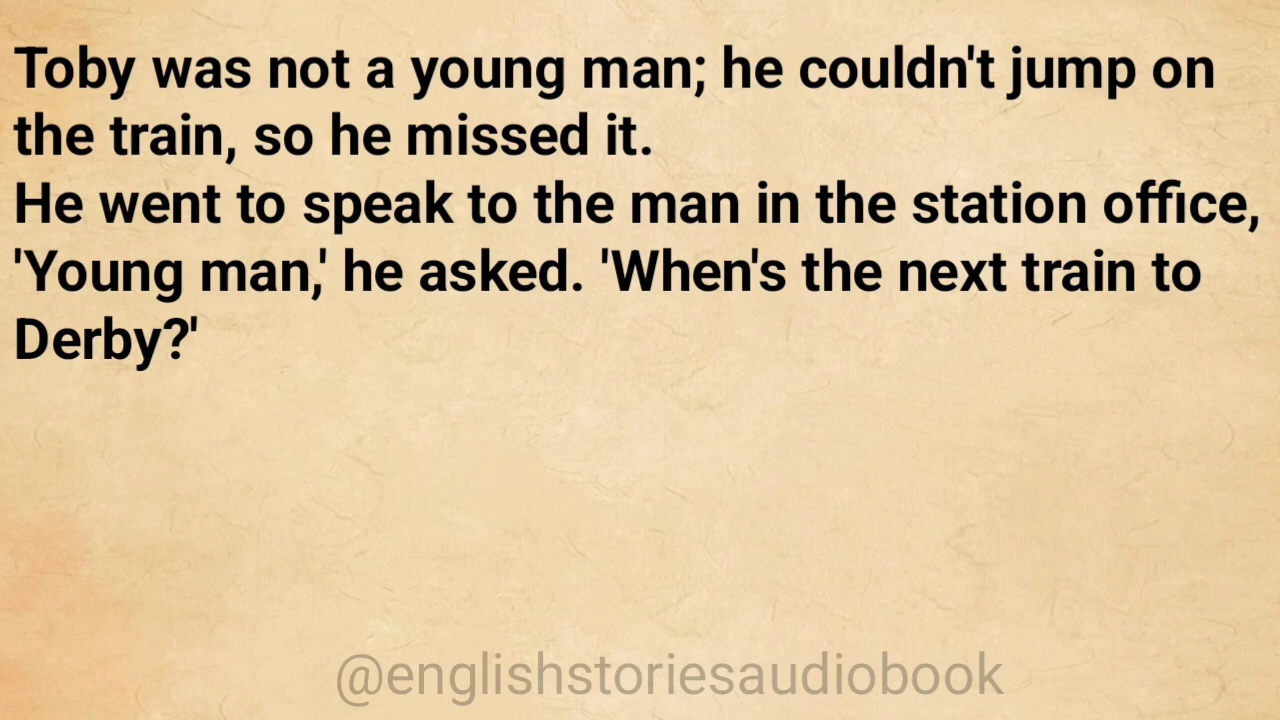 Toby was not a young man; he couldn't jump on
the train, so he missed it.
He went to speak to the man in the station office,
'Young man,' he asked. 'When's the next train to
Derby?'
@englishstoriesaudiobook